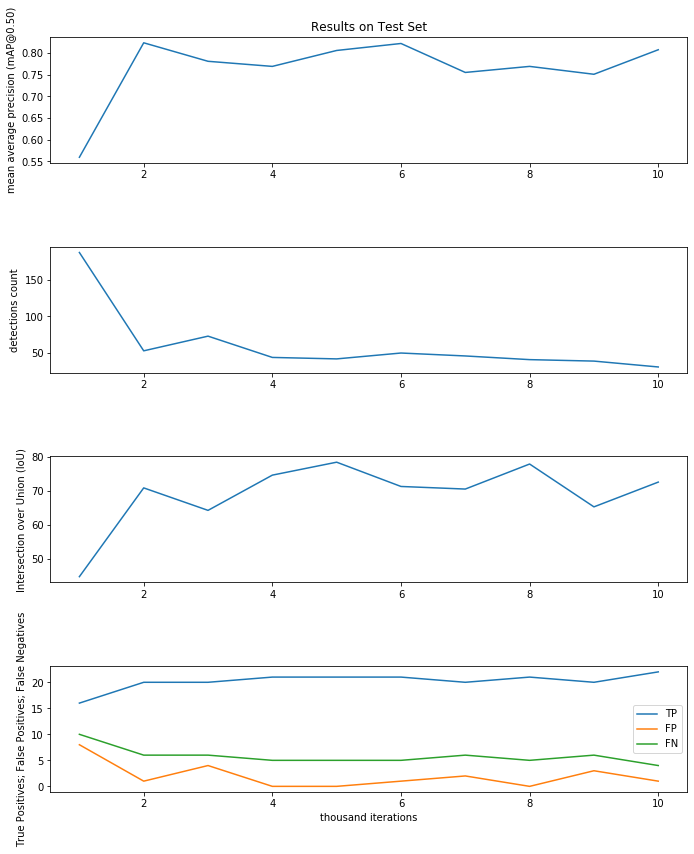 Results on Test Set
mean average precision (mAP@0.50)
0.80
0.75
0.70
0.65
0.60
0.55
2 4 6 8 10
detections count
150
100
50
2 4 6 8 10
Intersection over Union (IoU)
80
70
60
50
2 4 6 8 10
True Positives; False Positives; False Negatives
20
15
10
5
0
TP
FP
FN
2 4 6 8 10
thousand iterations